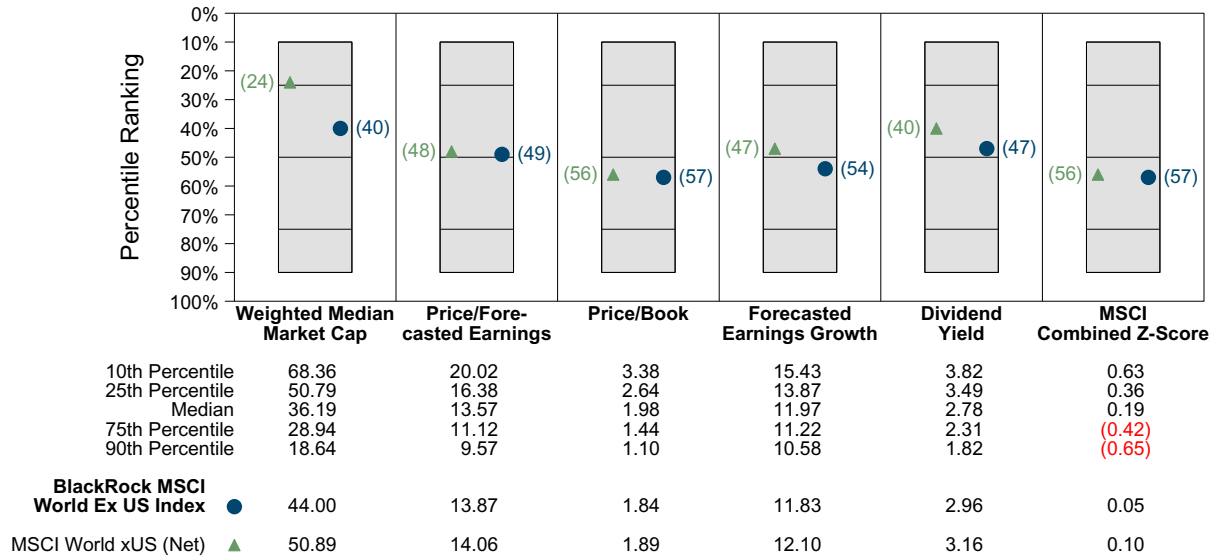 Percentile Ranking
0%
10%
20%
30%
40%
50%
60%
70%
80%
90%
100%
(24)
(40)
(48)
(49)
(56)
(57)
(47)
(54)
(40)
(47)
(56)
(57)
Weighted Median
Market Cap
Price/Fore-
casted Earnings
Price/Book
Forecasted
Earnings Growth
Dividend
Yield
MSCI
Combined Z-Score
10th Percentile 68.36 20.02 3.38 15.43 3.82 0.63
25th Percentile 50.79 16.38 2.64 13.87 3.49 0.36
Median 36.19 13.57 1.98 11.97 2.78 0.19
75th Percentile 28.94 11.12 1.44 11.22 2.31 (0.42)
90th Percentile 18.64 9.57 1.10 10.58 1.82 (0.65)
BlackRock MSCI
World Ex US Index 44.00 13.87 1.84 11.83 2.96 0.05
MSCI World xUS (Net) 50.89 14.06 1.89 12.10 3.16 0.10